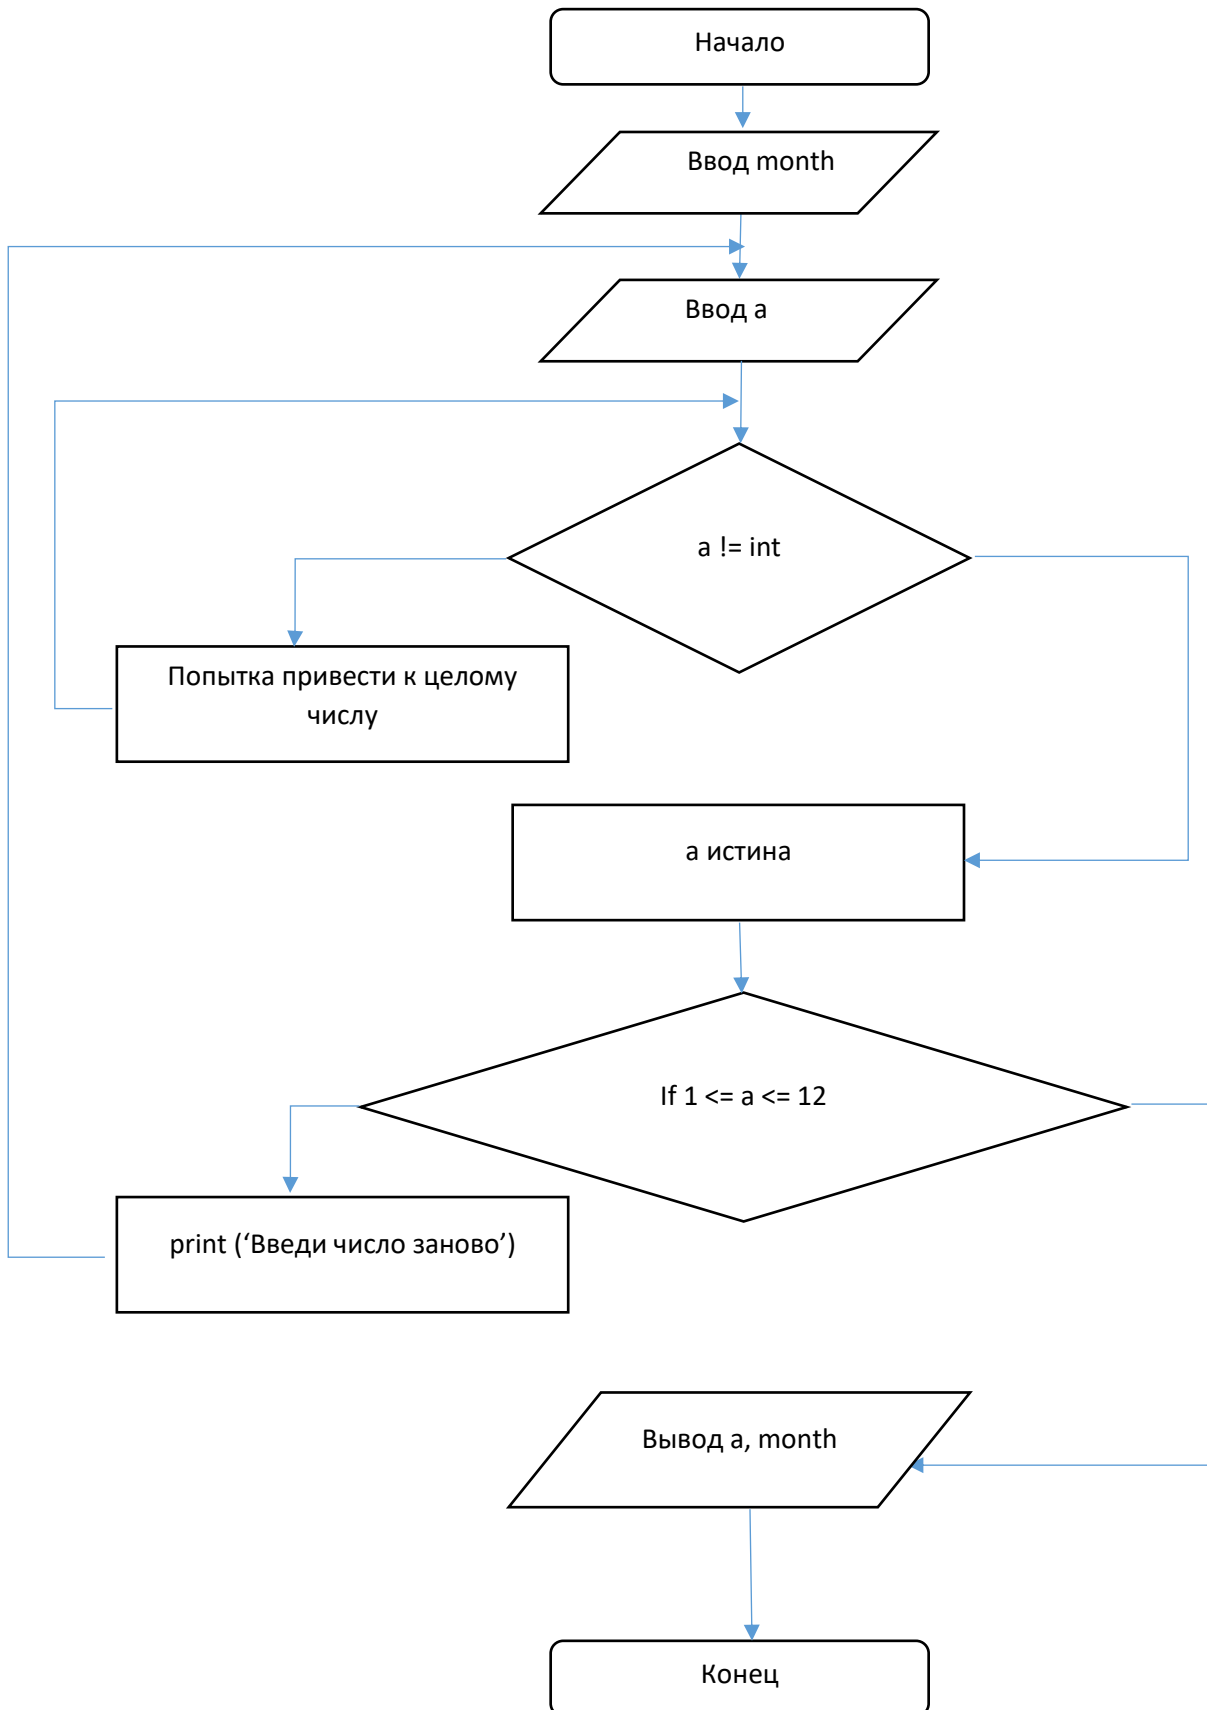 Начало
Ввод month
Ввод a
a != int
Попытка привести к целому
числу
а истина
If 1 <= a <= 12
print (‘Введи число заново’)
Вывод a, month
Конец